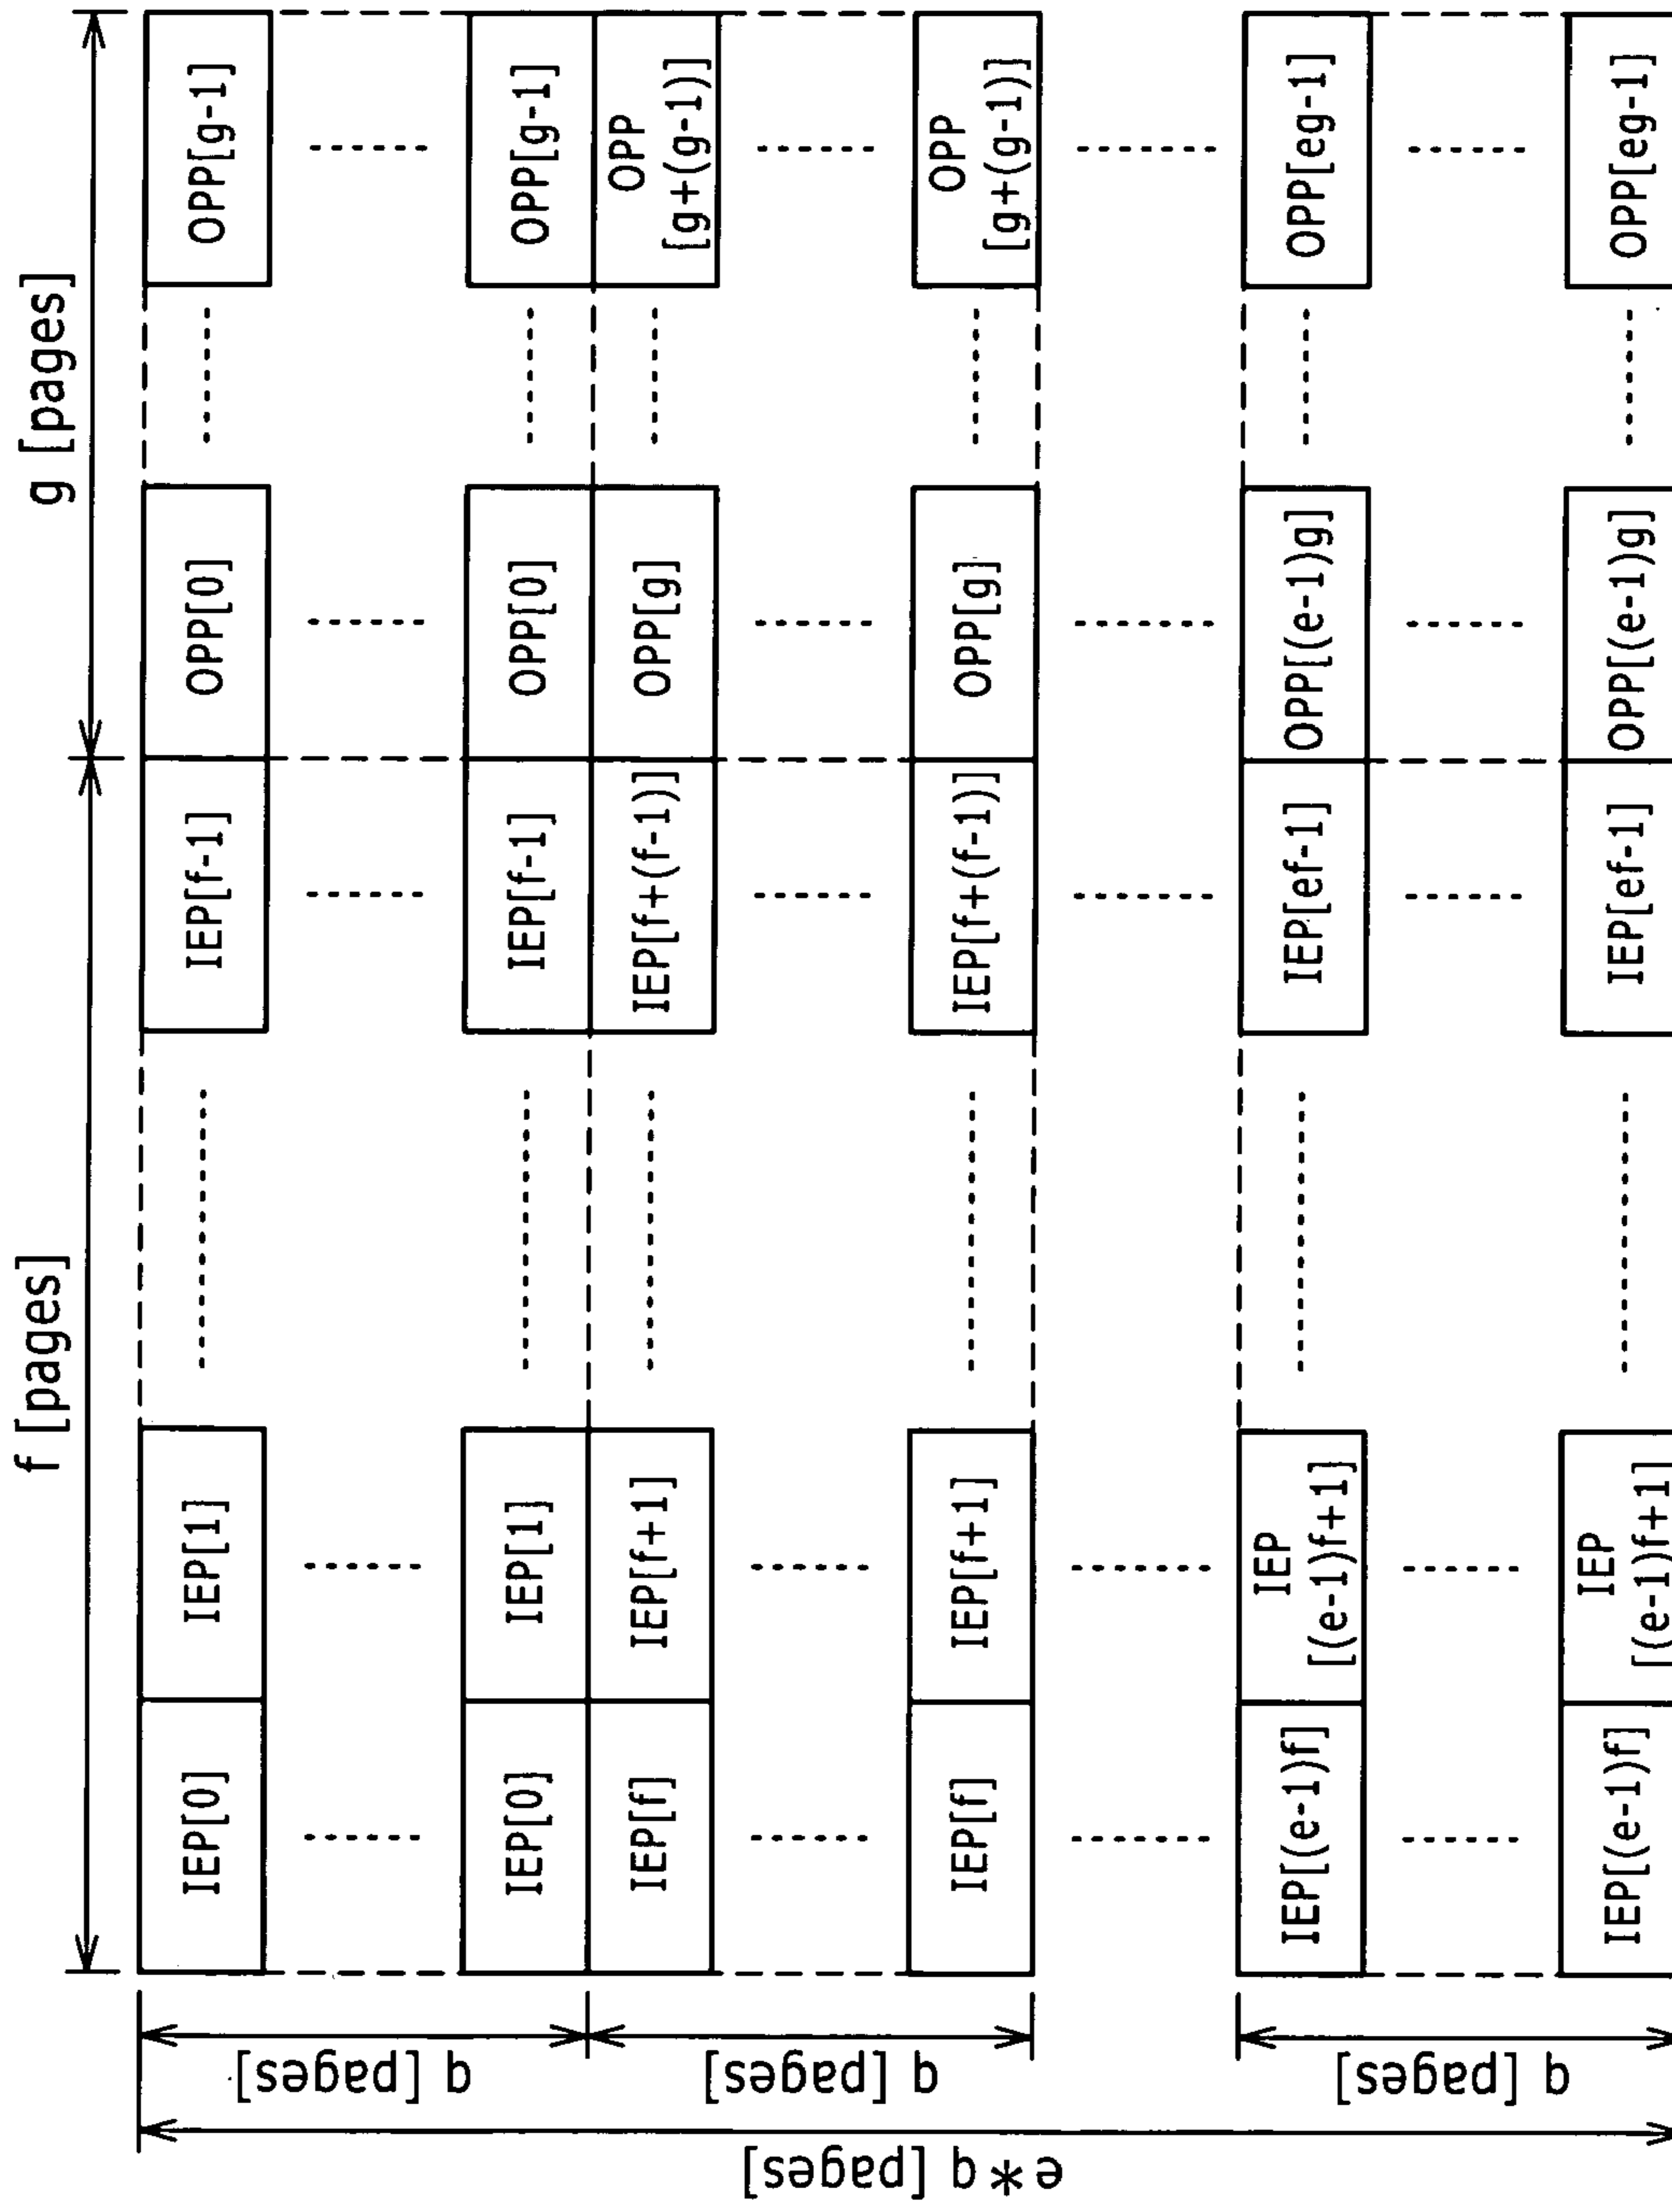 f [pages]
g [pages]
e*q [pages]
q [pages]
IEP[0]
IEP[1]
IEP[f-1]
OPP[0]
OPP[g-1]
IEP[0]
IEP[1]
IEP[f-1]
OPP[0]
OPP[g-1]
q [pages]
IEP[f]
IEP[f+1]
IEP[f+(f-1)]
OPP[g]
OPP
[g+(g-1)]
IEP[f]
IEP[f+1]
IEP[f+(f-1)]
OPP[g]
OPP
[g+(g-1)]
q [pages]
IEP[(e-1)f]
IEP
[(e-1)f+1]
IEP[ef-1]
OPP[(e-1)g]
OPP[eg-1]
IEP[(e-1)f]
IEP
[(e-1)f+1]
IEP[ef-1]
OPP[(e-1)g]
OPP[eg-1]